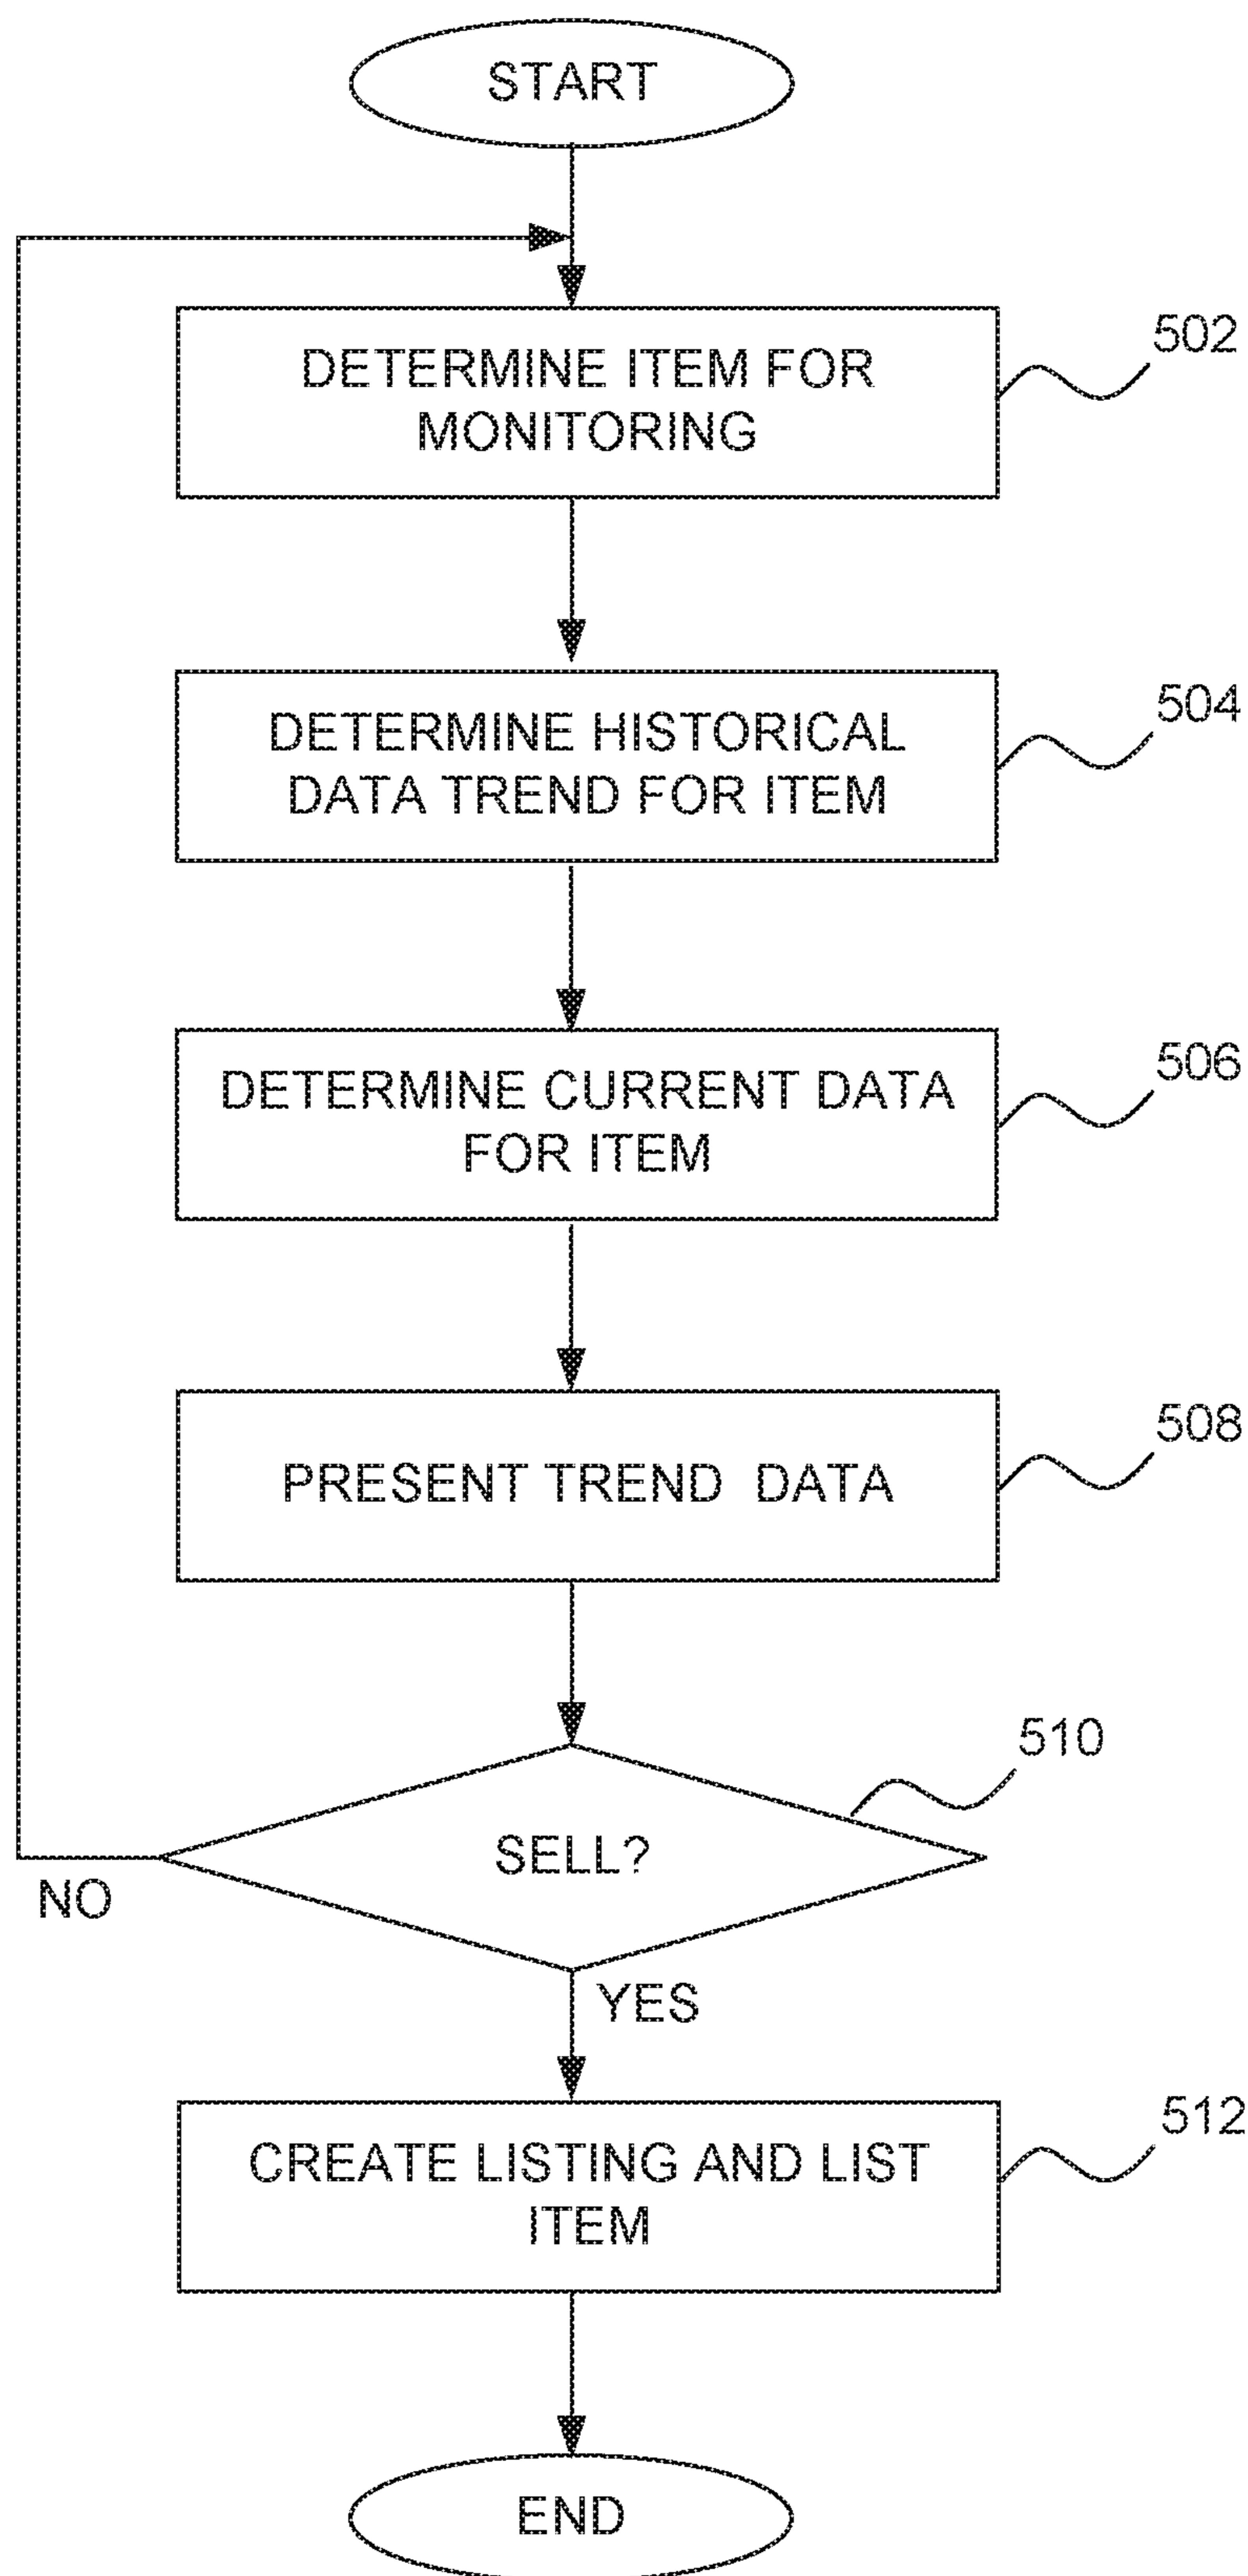 START
DETERMINE ITEM FOR
MONITORING
502
DETERMINE HISTORICAL
DATA TREND FOR ITEM
504
DETERMINE CURRENT DATA
FOR ITEM
506
PRESENT TREND DATA
508
SELL?
510
NO
YES
CREATE LISTING AND LIST
ITEM
512
END